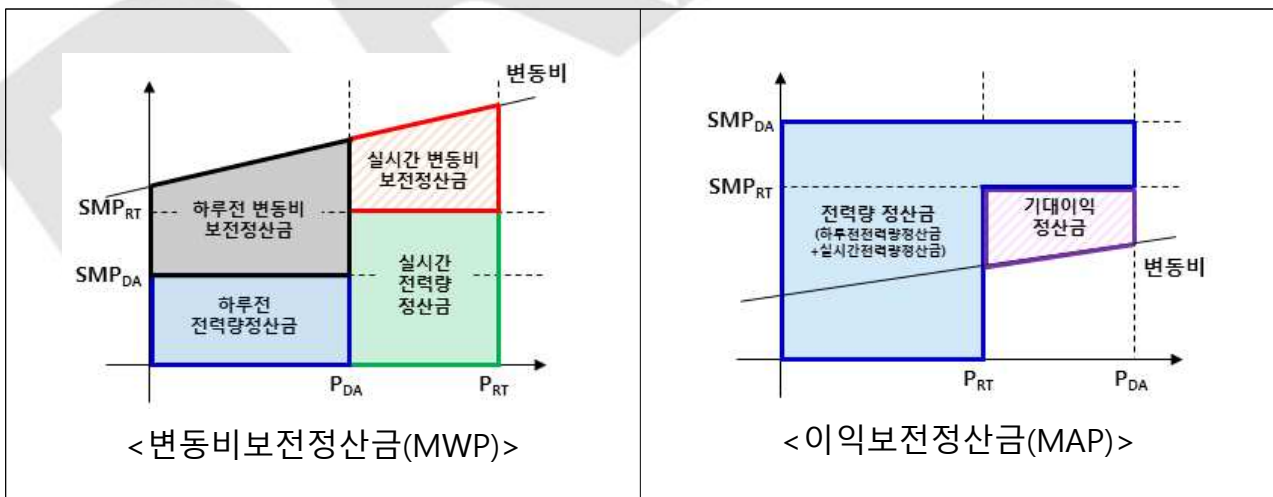 변동비
실시간 변동비
보전정산금
하루전 변동비
보전정산금
SMP_RT
SMP_DA
실시간
전력량
정산금
하루전
전력량정산금
P_DA
P_RT
<변동비보전정산금(MWP)>
SMP_DA
SMP_RT
전력량 정산금
(하루전전력량정산금
+실시간전력량정산금)
기대이익
정산금
변동비
P_RT
P_DA
<이익보전정산금(MAP)>